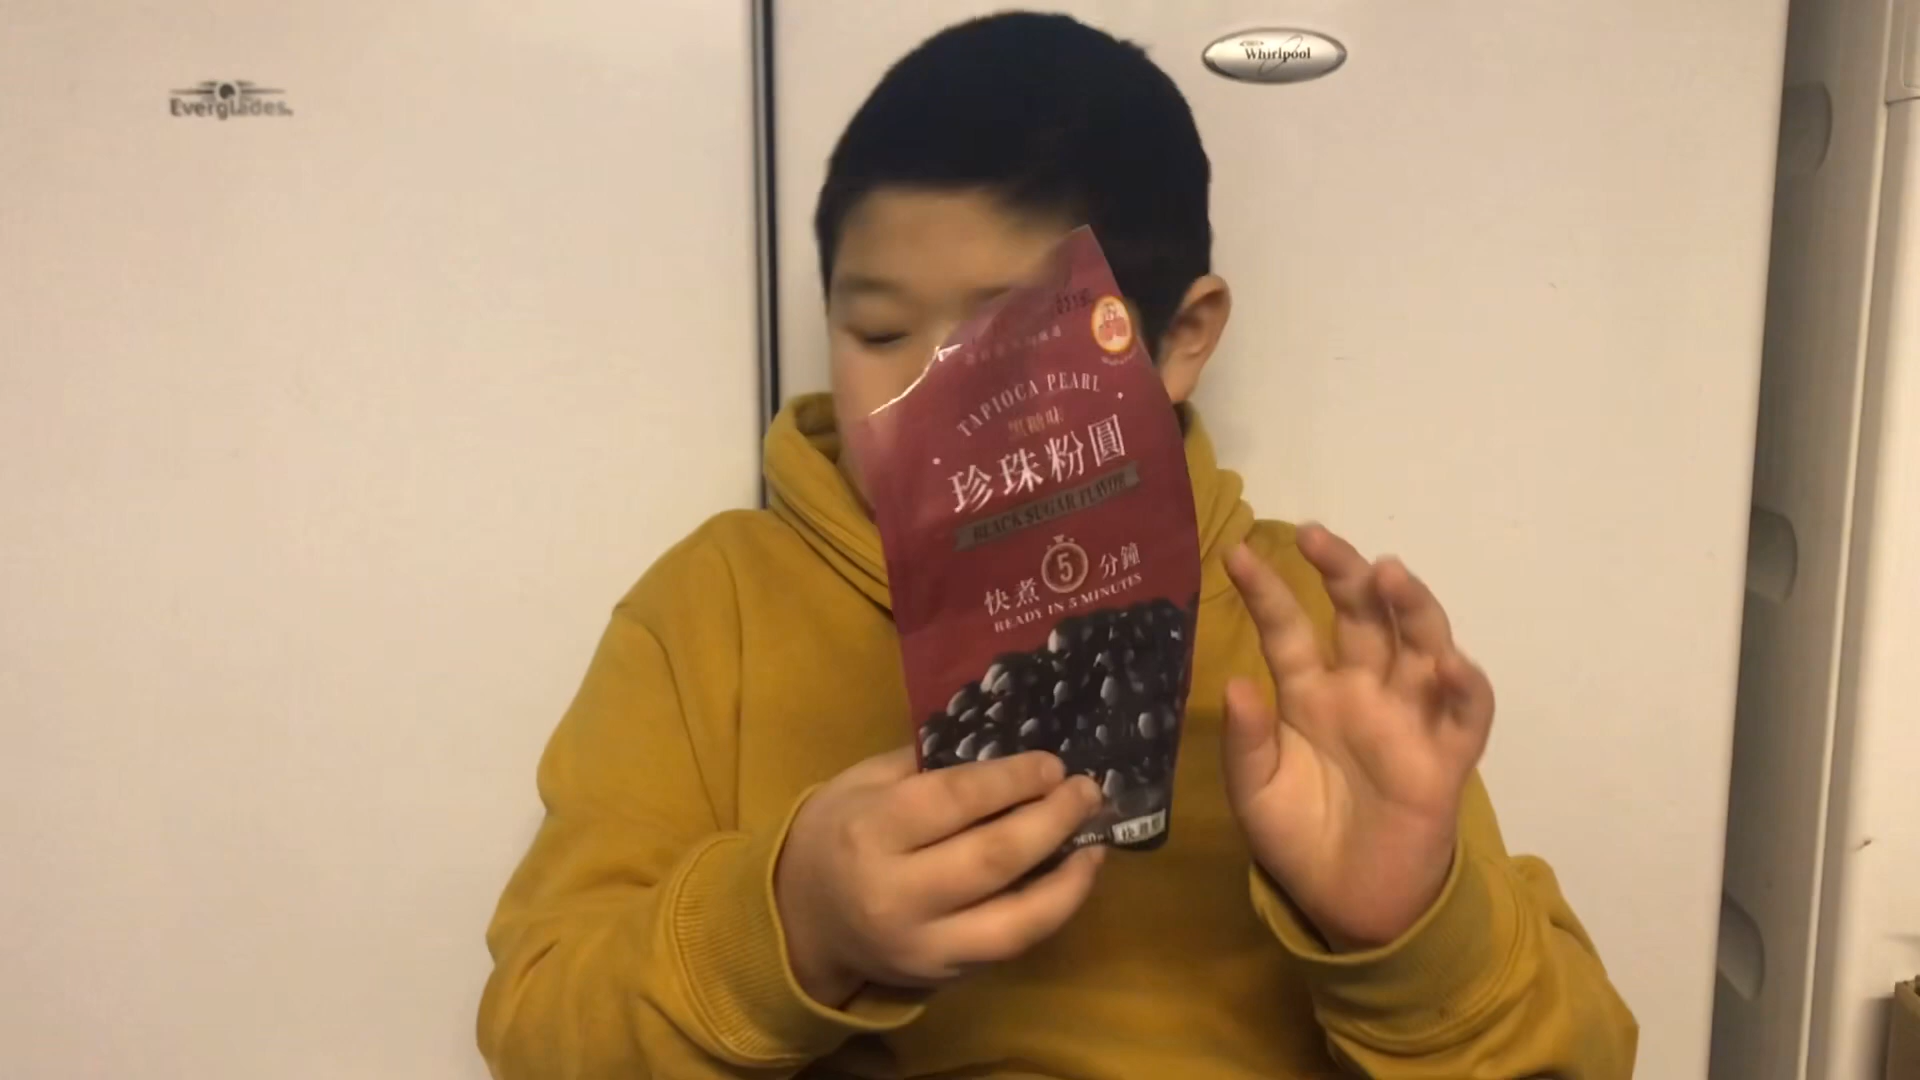 EvergLades
Whirlpool
TAPIOCA PEARL
黑糖味
珍珠粉圓
BLACK SUGAR FLAVOR
快煮 5 分鐘
READY IN 5 MINUTES